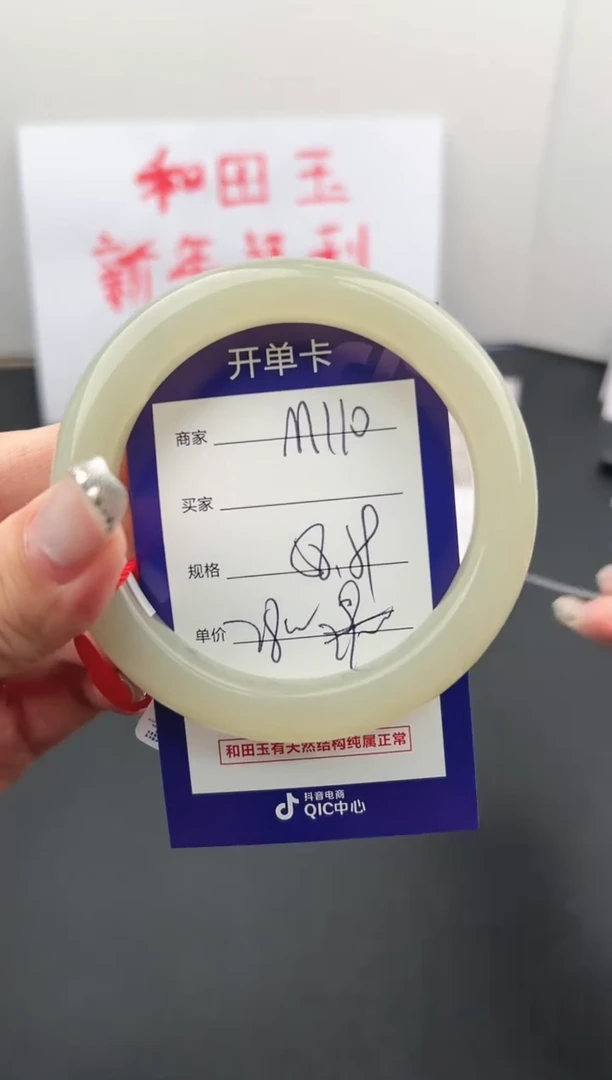 和田玉
新年福利
开单卡
商家 M110
买家
规格
单价
和田玉有天然结构纯属正常
抖音电商
QIC中心